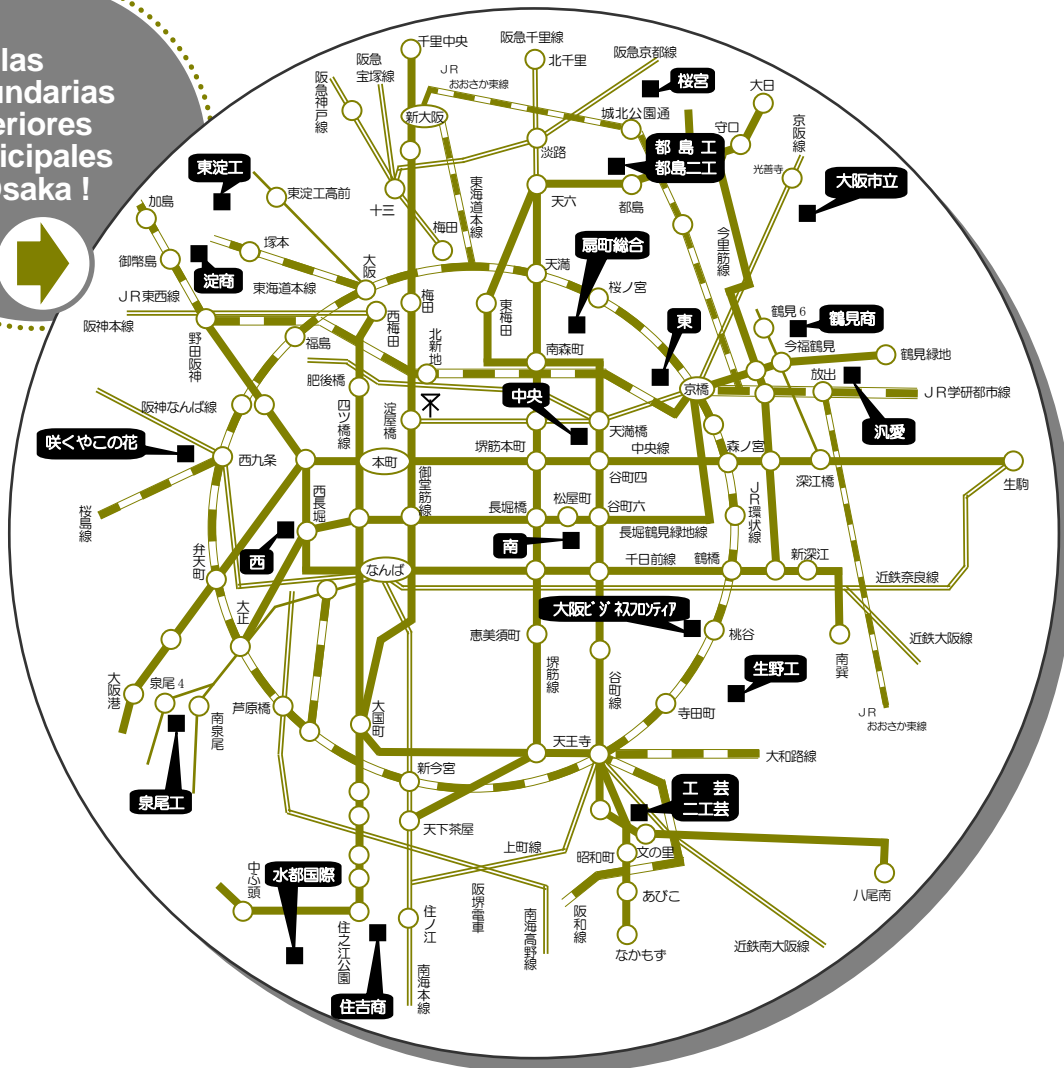 las
undarias
eriores
icipales
Osaka !
千里中央
阪急千里線
阪急
宝塚線
阪急神戸線
JR
おおさか東線
北千里
阪急京都線
桜宮
大日
新大阪
城北公園通
守口
京阪線
淡路
都 島 工
都島二工
光善寺
東淀工
東淀工高前
十三
梅田
東海道本線
天六
都島
大阪市立
加島
塚本
御幣島
淀商
大阪
扇町総合
天満
桜ノ宮
今里筋線
JR東西線
東海道本線
梅田
東梅田
阪神本線
西梅田
野田阪神
福島
北新地
南森町
東
鶴見6
鶴見商
今福鶴見
鶴見緑地
肥後橋
四ツ橋線
淀屋橋
中央
京橋
放出
JR学研都市線
阪神なんば線
天満橋
汎愛
咲くやこの花
西九条
本町
堺筋本町
中央線
森ノ宮
谷町四
深江橋
生駒
桜島線
西長堀
御堂筋線
長堀橋
松屋町
谷町六
JR環状線
長堀鶴見緑地線
西
南
弁天町
なんば
千日前線
鶴橋
新深江
近鉄奈良線
大正
大阪ビジネスフロンティア
恵美須町
桃谷
近鉄大阪線
南巽
大阪港
泉尾4
南泉尾
芦原橋
大国町
堺筋線
谷町線
生野工
寺田町
JR
おおさか東線
泉尾工
新今宮
天王寺
大和路線
天下茶屋
工 芸
二工芸
上町線
昭和町
文の里
中ふ頭
水都国際
あびこ
八尾南
住之江公園
住ノ江
阪堺電車
南海高野線
阪和線
なかもず
近鉄南大阪線
住吉商
南海本線